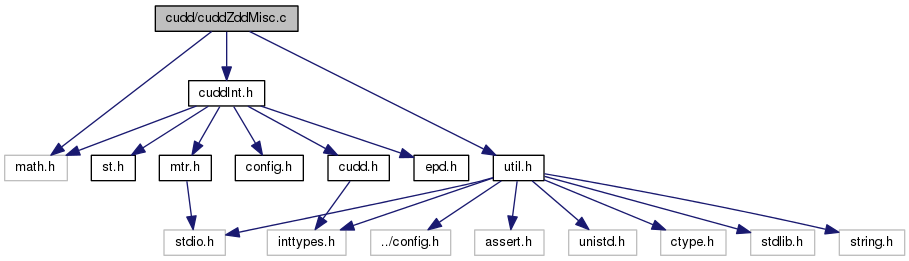 cudd/cuddZddMisc.c
cuddInt.h
math.h
st.h
mtr.h
config.h
cudd.h
epd.h
util.h
stdio.h
inttypes.h
../config.h
assert.h
unistd.h
ctype.h
stdlib.h
string.h